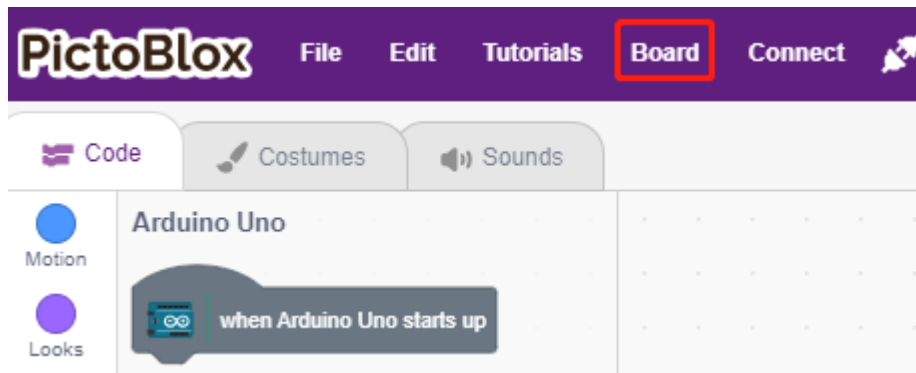 PictoBlox File Edit Tutorials Board Connect
Code Costumes Sounds
Motion
Looks
Arduino Uno
when Arduino Uno starts up